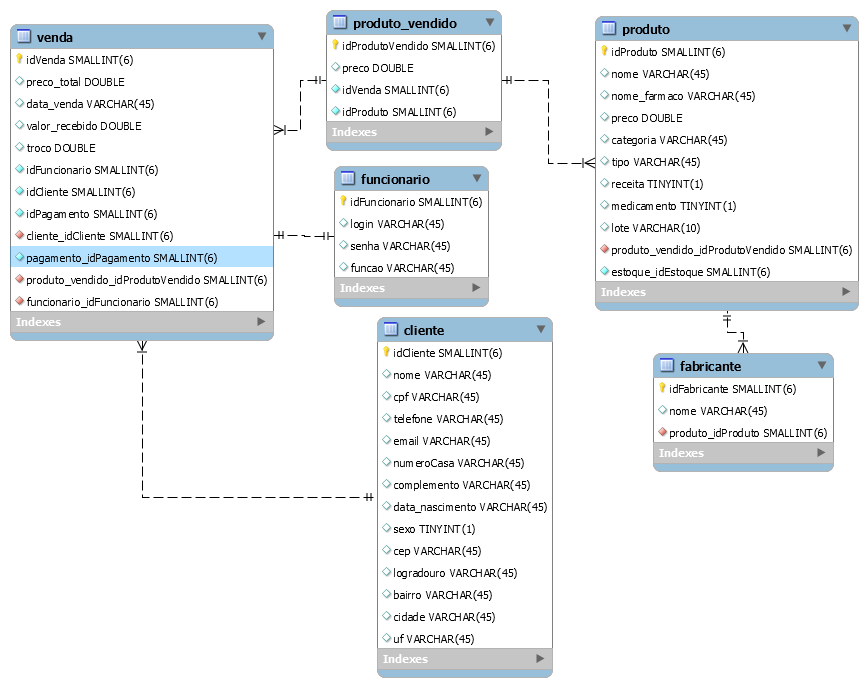 venda
idVenda SMALLINT(6)
preco_total DOUBLE
data_venda VARCHAR(45)
valor_recebido DOUBLE
troco DOUBLE
idFuncionario SMALLINT(6)
idCliente SMALLINT(6)
idPagamento SMALLINT(6)
cliente_idCliente SMALLINT(6)
pagamento_idPagamento SMALLINT(6)
produto_vendido_idProdutoVendido SMALLINT(6)
funcionario_idFuncionario SMALLINT(6)
Indexes
produto_vendido
idProdutoVendido SMALLINT(6)
preco DOUBLE
idVenda SMALLINT(6)
idProduto SMALLINT(6)
Indexes
funcionario
idFuncionario SMALLINT(6)
login VARCHAR(45)
senha VARCHAR(45)
funcao VARCHAR(45)
Indexes
cliente
idCliente SMALLINT(6)
nome VARCHAR(45)
cpf VARCHAR(45)
telefone VARCHAR(45)
email VARCHAR(45)
numeroCasa VARCHAR(45)
complemento VARCHAR(45)
data_nascimento VARCHAR(45)
sexo TINYINT(1)
cep VARCHAR(45)
logradouro VARCHAR(45)
bairro VARCHAR(45)
cidade VARCHAR(45)
uf VARCHAR(45)
Indexes
produto
idProduto SMALLINT(6)
nome VARCHAR(45)
nome_farmaco VARCHAR(45)
preco DOUBLE
categoria VARCHAR(45)
tipo VARCHAR(45)
receita TINYINT(1)
medicamento TINYINT(1)
lote VARCHAR(10)
produto_vendido_idProdutoVendido SMALLINT(6)
estoque_idEstoque SMALLINT(6)
Indexes
fabricante
idFabricante SMALLINT(6)
nome VARCHAR(45)
produto_idProduto SMALLINT(6)
Indexes